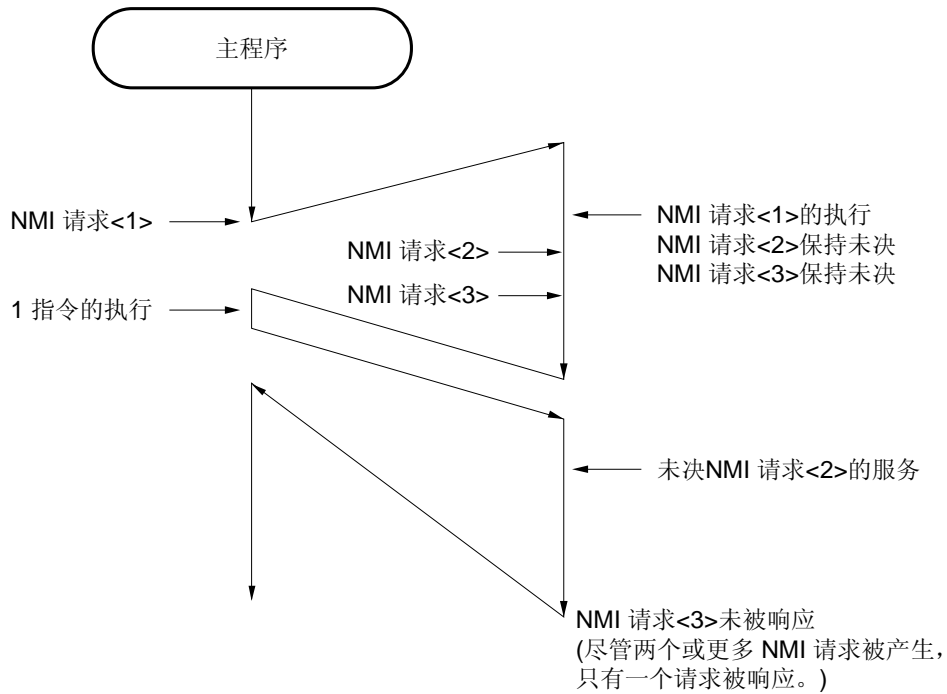 主程序
NMI 请求<1>
NMI 请求<1>的执行
NMI 请求<2>
NMI 请求<2>保持未决
NMI 请求<3>保持未决
NMI 请求<3>
1 指令的执行
未决NMI 请求<2>的服务
NMI 请求<3>未被响应
(尽管两个或更多 NMI 请求被产生，
只有一个请求被响应。)